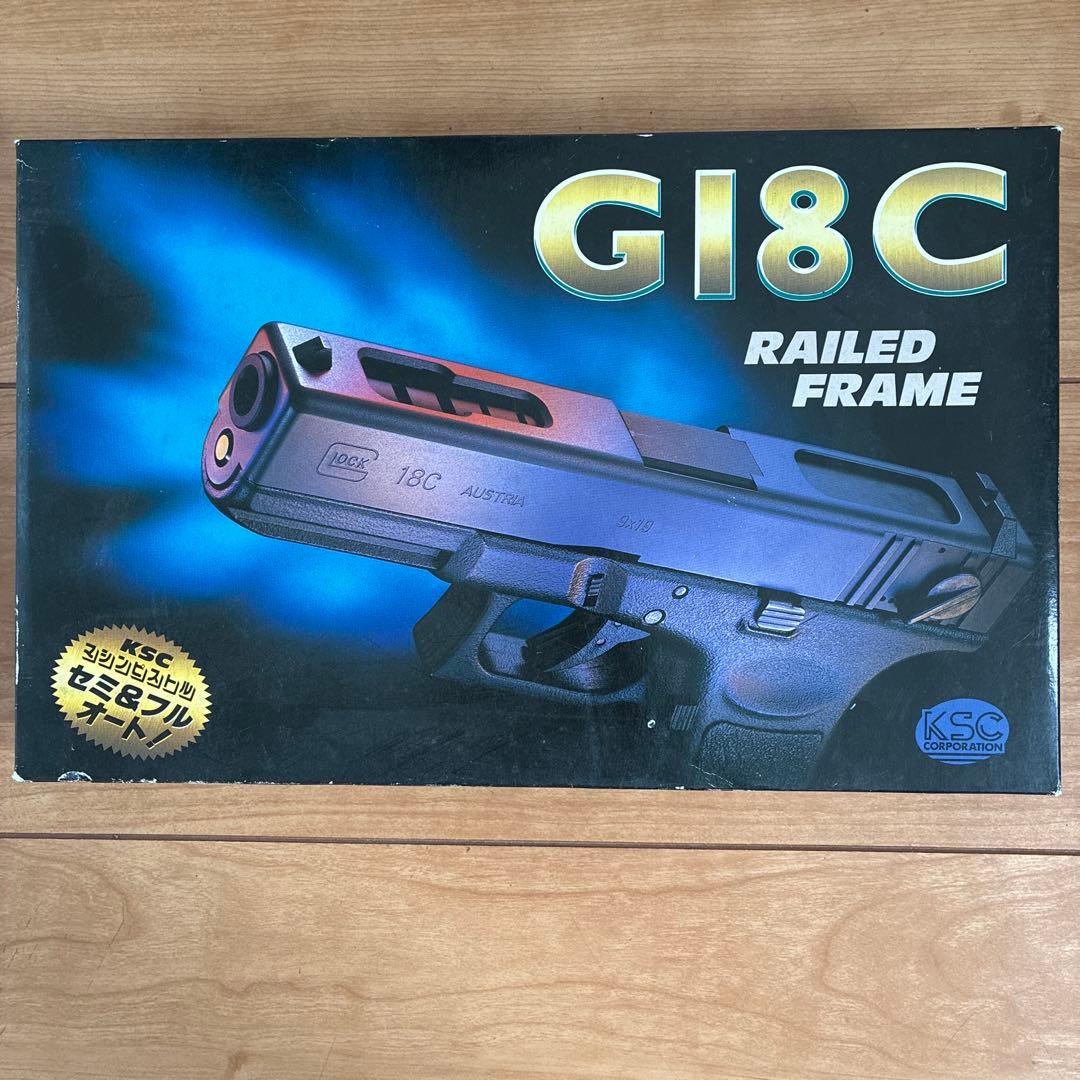 G18C
RAILED
FRAME
GLOCK
18C
AUSTRIA
9x19
KSC
マシンピストル
セミ&フル
オート!
KSC
CORPORATION